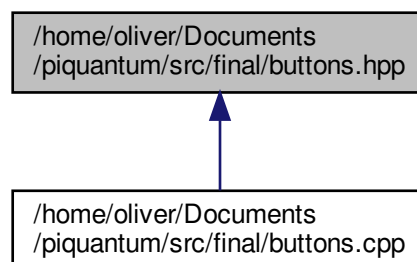 /home/oliver/Documents
/piquantum/src/final/buttons.hpp
/home/oliver/Documents
/piquantum/src/final/buttons.cpp